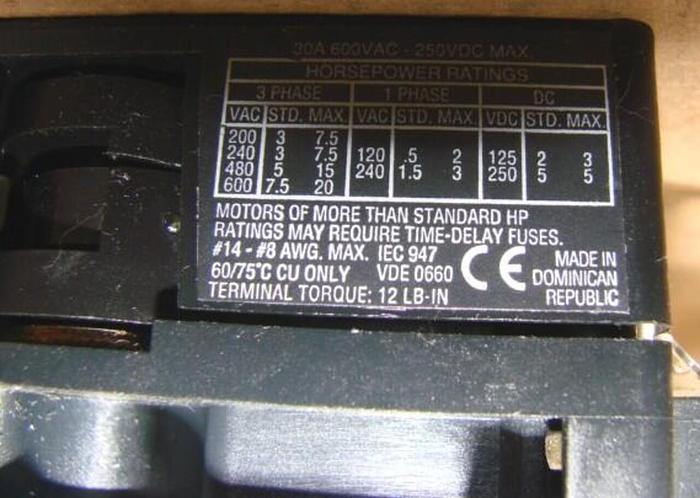 30A 600VAC - 250VDC MAX.
HORSEPOWER RATINGS
3 PHASE 1 PHASE DC
VAC STD. MAX. VAC STD. MAX. VDC STD. MAX.
200 3 7.5
240 3 7.5 120 .5 2 125 2 3
480 5 15 240 1.5 3 250 5 5
600 7.5 20
MOTORS OF MORE THAN STANDARD HP
RATINGS MAY REQUIRE TIME-DELAY FUSES.
#14 - #8 AWG. MAX. IEC 947
60/75°C CU ONLY VDE 0660
TERMINAL TORQUE: 12 LB-IN
CE
MADE IN
DOMINICAN
REPUBLIC